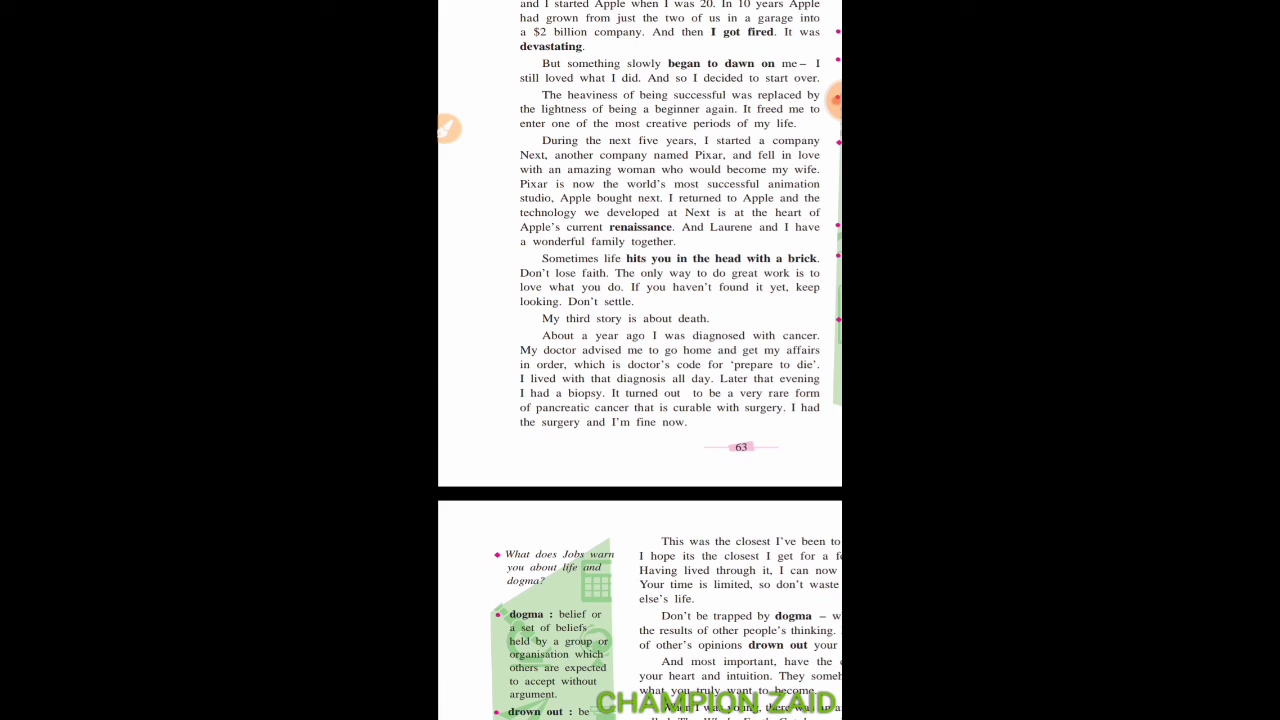 and I started Apple when I was 20. In 10 years Apple
had grown from just the two of us in a garage into
a $2 billion company. And then I got fired. It was
devastating.
But something slowly began to dawn on me– I
still loved what I did. And so I decided to start over.
The heaviness of being successful was replaced by
the lightness of being a beginner again. It freed me to
enter one of the most creative periods of my life.
During the next five years, I started a company
Next, another company named Pixar, and fell in love
with an amazing woman who would become my wife.
Pixar is now the world's most successful animation
studio, Apple bought next. I returned to Apple and the
technology we developed at Next is at the heart of
Apple's current renaissance. And Laurene and I have
a wonderful family together.
Sometimes life hits you in the head with a brick.
Don't lose faith. The only way to do great work is to
love what you do. If you haven't found it yet, keep
looking. Don't settle.
My third story is about death.
About a year ago I was diagnosed with cancer.
My doctor advised me to go home and get my affairs
in order, which is doctor's code for 'prepare to die'.
I lived with that diagnosis all day. Later that evening
I had a biopsy. It turned out to be a very rare form
of pancreatic cancer that is curable with surgery. I had
the surgery and I'm fine now.
63
What does Jobs warn
you about life and
dogma?
dogma : belief or
a set of beliefs
held by a group or
organisation which
others are expected
to accept without
argument.
drown out : be
This was the closest I've been to
I hope its the closest I get for a
Having lived through it, I can now
Your time is limited, so don't waste
else's life.
Don't be trapped by dogma –
the results of other people's thinking.
of other's opinions drown out your
And most important, have the
your heart and intuition. They
what you truly want to become.
When I was young, there was an
CHAMPION ZAID